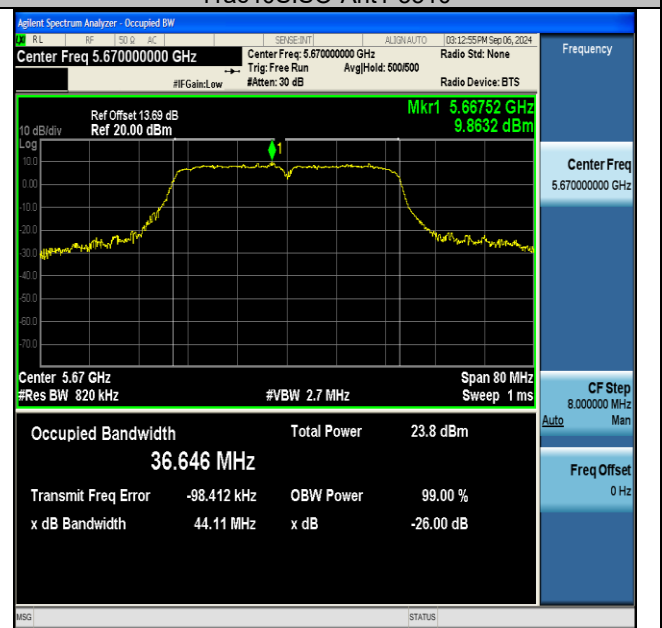 Agilent Spectrum Analyzer - Occupied BW
RL RF 50 Ω AC SENSE:INT ALIGN AUTO 03:12:55 PM Sep 06, 2024
Center Freq 5.670000000 GHz Center Freq: 5.670000000 GHz Radio Std: None
Trig: Free Run Avg|Hold: 500/500
#IFGain:Low #Atten: 30 dB Radio Device: BTS
Frequency
Ref Offset 13.69 dB Mkr1 5.66752 GHz
10 dB/div Ref 20.00 dBm 9.8632 dBm
Log
1
10.0
0.00
-10.0
-20.0
-30.0
-40.0
-50.0
-60.0
-70.0
Center 5.67 GHz Span 80 MHz
#Res BW 820 kHz #VBW 2.7 MHz Sweep 1 ms
Occupied Bandwidth Total Power 23.8 dBm
36.646 MHz
Transmit Freq Error -98.412 kHz OBW Power 99.00 %
x dB Bandwidth 44.11 MHz x dB -26.00 dB
Center Freq
5.670000000 GHz
CF Step
8.000000 MHz
Auto Man
Freq Offset
0 Hz
MSG STATUS